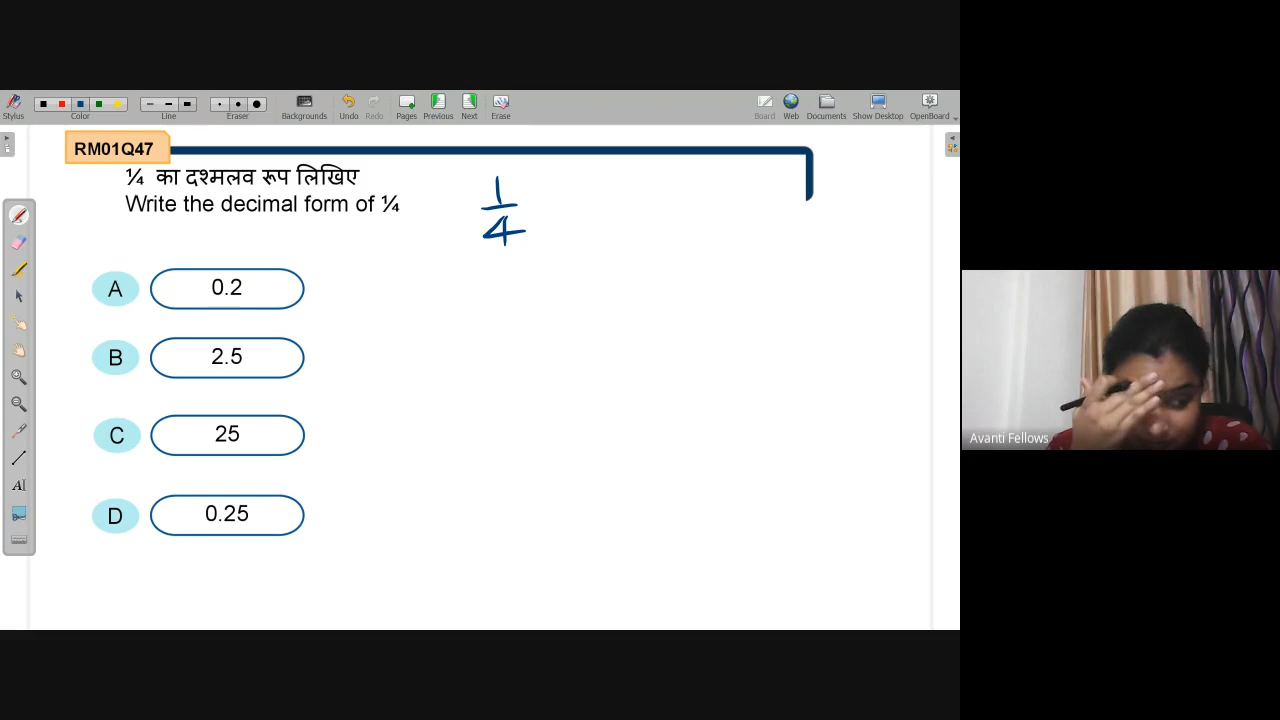 Stylus
Color
Line
Eraser
Backgrounds
Undo
Redo
Pages
Previous
Next
Erase
Board
Web
Documents
Show Desktop
OpenBoard
RM01Q47
¼ का दश्मलव रूप लिखिए
Write the decimal form of ¼
1
4
A 0.2
B 2.5
C 25
D 0.25
Avanti Fellows